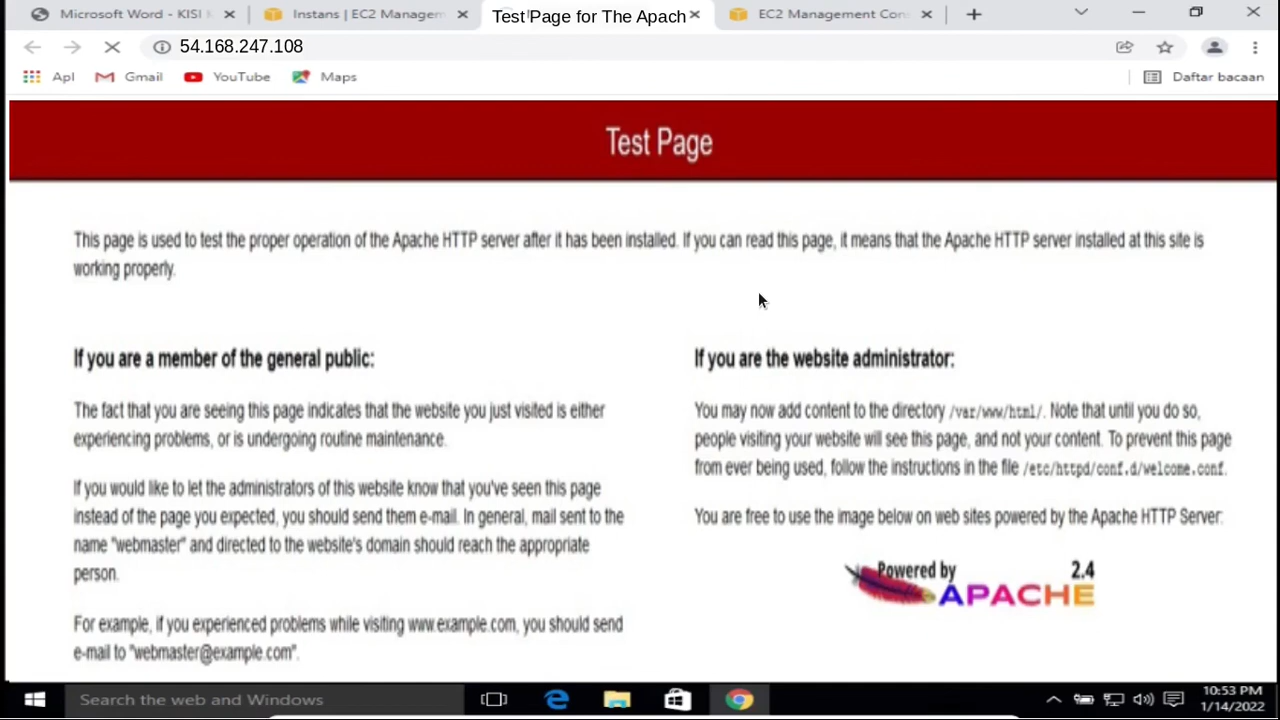 Microsoft Word - KISI K
Instans | EC2 Managem
Test Page for The Apach
EC2 Management Con
54.168.247.108
Apl
Gmail
YouTube
Maps
Daftar bacaan
Test Page
This page is used to test the proper operation of the Apache HTTP server after it has been installed. If you can read this page, it means that the Apache HTTP server installed at this site is
working properly.
If you are a member of the general public:
The fact that you are seeing this page indicates that the website you just visited is either
experiencing problems, or is undergoing routine maintenance.
If you would like to let the administrators of this website know that you've seen this page
instead of the page you expected, you should send them e-mail. In general, mail sent to the
name "webmaster" and directed to the website's domain should reach the appropriate
person.
For example, if you experienced problems while visiting www.example.com, you should send
e-mail to "webmaster@example.com".
If you are the website administrator:
You may now add content to the directory /var/www/html/. Note that until you do so,
people visiting your website will see this page, and not your content. To prevent this page
from ever being used, follow the instructions in the file /etc/httpd/conf.d/welcome.conf.
You are free to use the image below on web sites powered by the Apache HTTP Server:
Powered by 2.4
APACHE
Search the web and Windows
10:53 PM
1/14/2022